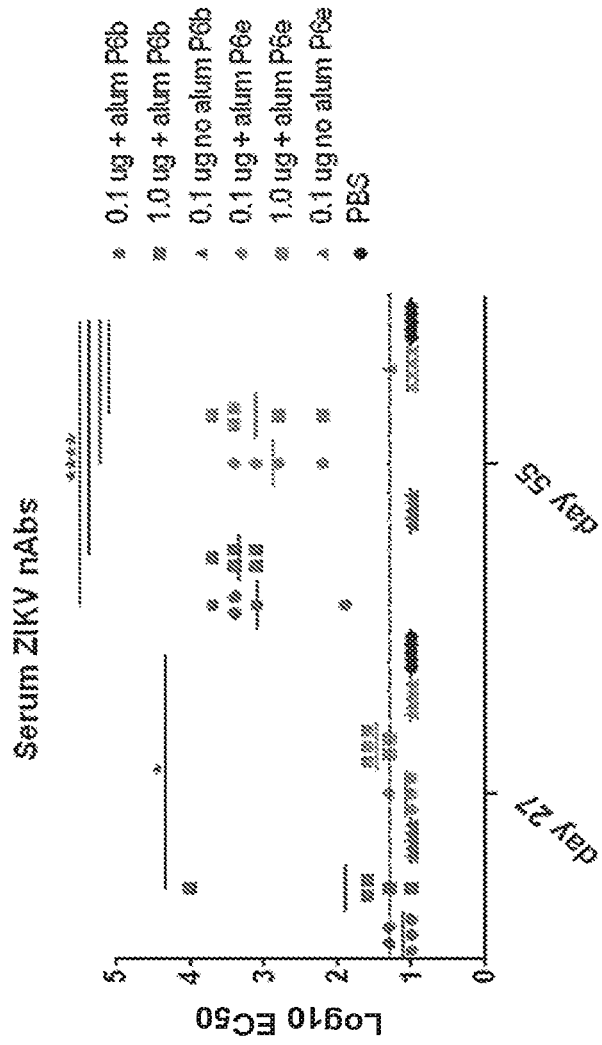 Serum ZIKV nAbs
Log10 EC50
5
4
3
2
1
0
day 27
day 55
*
****
0.1 ug + alum P6b
1.0 ug + alum P6b
0.1 ug no alum P6b
0.1 ug + alum P6e
1.0 ug + alum P6e
0.1 ug no alum P6e
PBS